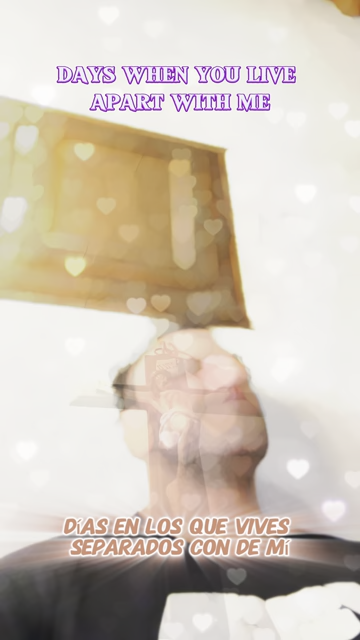 DAYS WHEN YOU LIVE
APART WITH ME
DÍAS EN LOS QUE VIVES
SEPARADOS CON DE MÍ